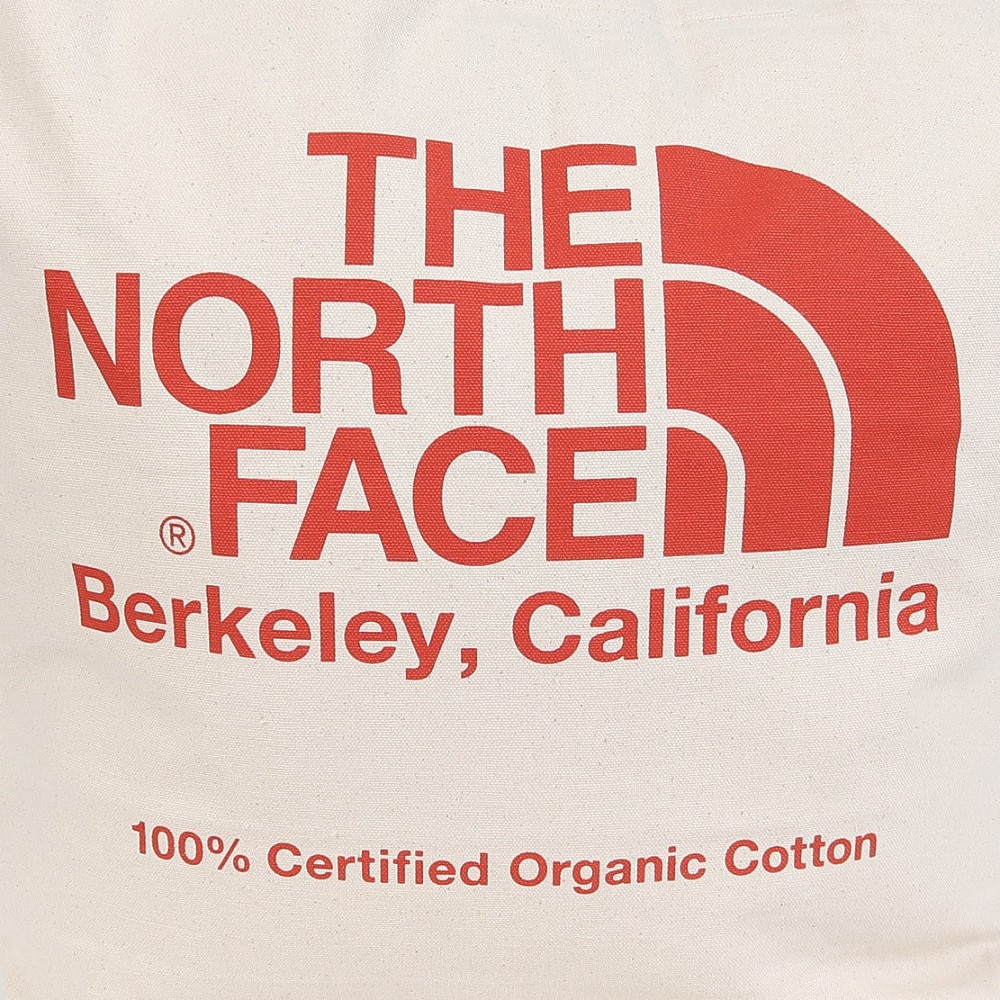 THE
NORTH
® FACE
Berkeley, California
100% Certified Organic Cotton